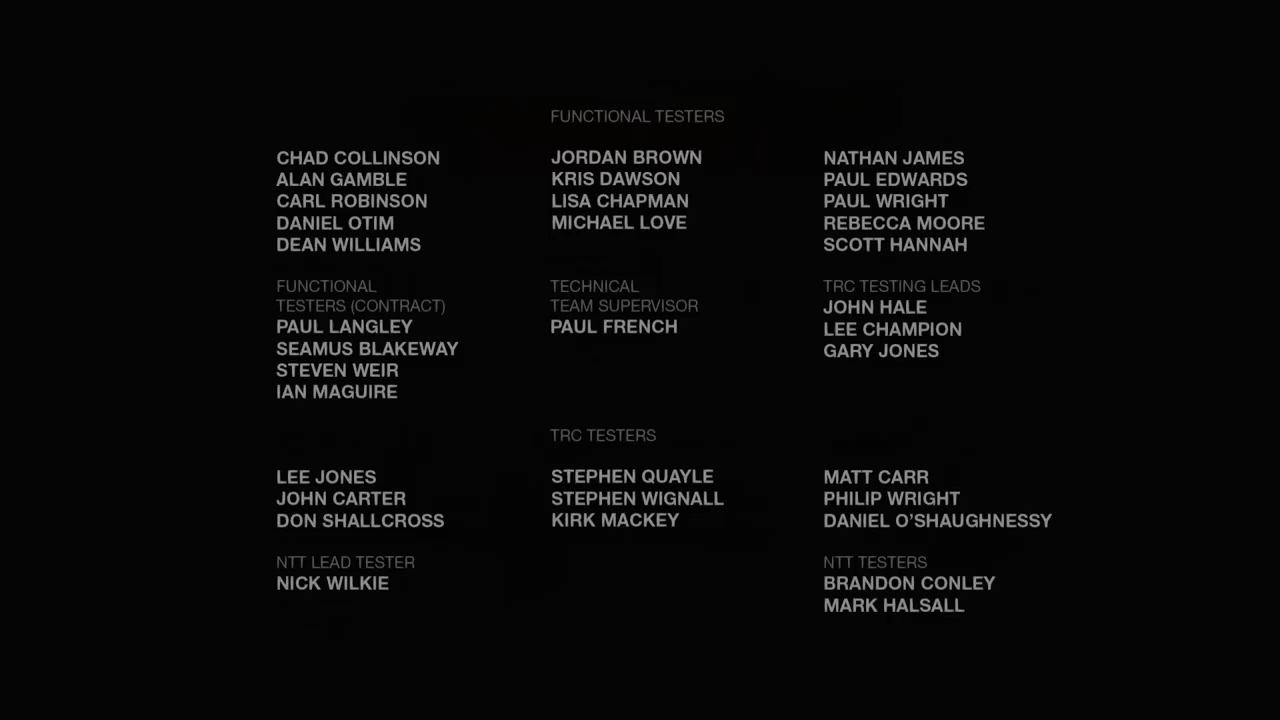 FUNCTIONAL TESTERS
CHAD COLLINSON
ALAN GAMBLE
CARL ROBINSON
DANIEL OTIM
DEAN WILLIAMS
JORDAN BROWN
KRIS DAWSON
LISA CHAPMAN
MICHAEL LOVE
NATHAN JAMES
PAUL EDWARDS
PAUL WRIGHT
REBECCA MOORE
SCOTT HANNAH
FUNCTIONAL
TESTERS (CONTRACT)
PAUL LANGLEY
SEAMUS BLAKEWAY
STEVEN WEIR
IAN MAGUIRE
TECHNICAL
TEAM SUPERVISOR
PAUL FRENCH
TRC TESTING LEADS
JOHN HALE
LEE CHAMPION
GARY JONES
TRC TESTERS
LEE JONES
JOHN CARTER
DON SHALLCROSS
STEPHEN QUAYLE
STEPHEN WIGNALL
KIRK MACKEY
MATT CARR
PHILIP WRIGHT
DANIEL O’SHAUGHNESSY
NTT LEAD TESTER
NICK WILKIE
NTT TESTERS
BRANDON CONLEY
MARK HALSALL